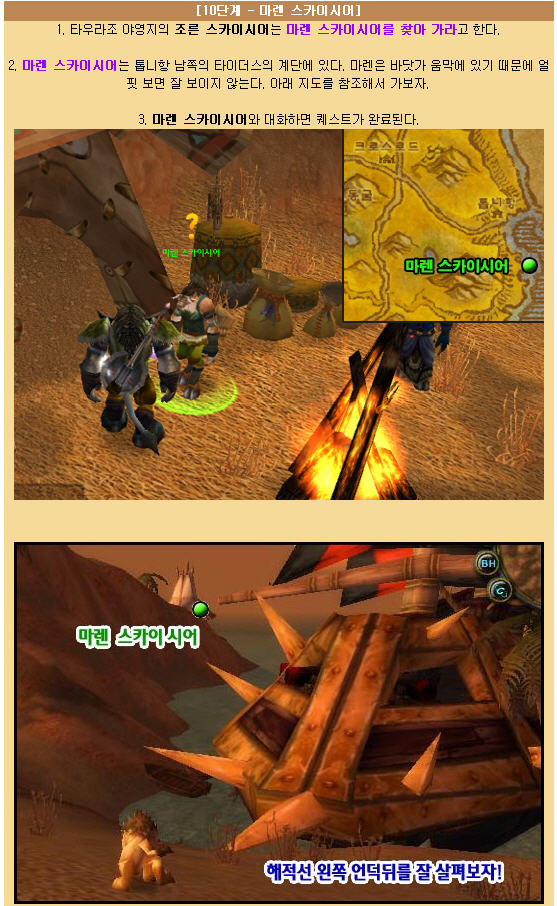 [10단계 - 마렌 스카이시어]
1. 타우라조 야영지의 조른 스카이시어는 마렌 스카이시어를 찾아 가라고 한다.
2. 마렌 스카이시어는 톱니항 남쪽의 타이더스의 계단에 있다. 마렌은 바닷가 움막에 있기 때문에 얼
핏 보면 잘 보이지 않는다. 아래 지도를 참조해서 가보자.
3. 마렌 스카이시어와 대화하면 퀘스트가 완료된다.
크로스로드
동굴
톱니항
마렌 스카이시어
마렌 스카이시어
BH
C
마렌 스카이시어
해적선 왼쪽 언덕뒤를 잘 살펴보자!